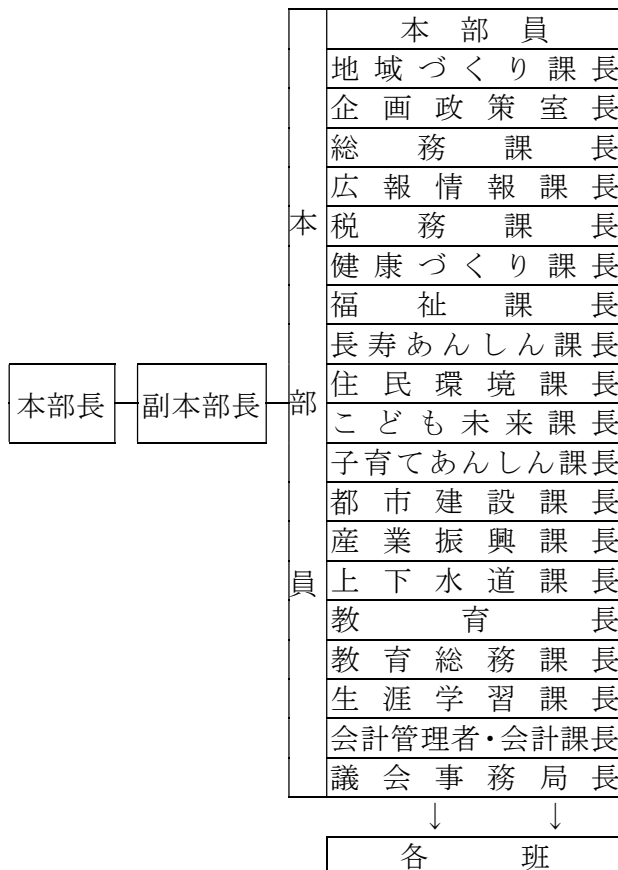 本部員
地域づくり課長
企画政策室長
総務課長
広報情報課長
税務課長
健康づくり課長
福祉課長
長寿あんしん課長
住民環境課長
こども未来課長
子育てあんしん課長
都市建設課長
産業振興課長
上下水道課長
教育長
教育総務課長
生涯学習課長
会計管理者・会計課長
議会事務局長
本部長
副本部長
本部員
↓ ↓
各班